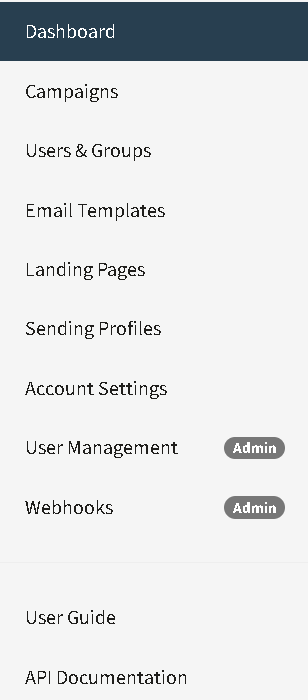 Dashboard
Campaigns
Users & Groups
Email Templates
Landing Pages
Sending Profiles
Account Settings
User Management Admin
Webhooks Admin
User Guide
API Documentation